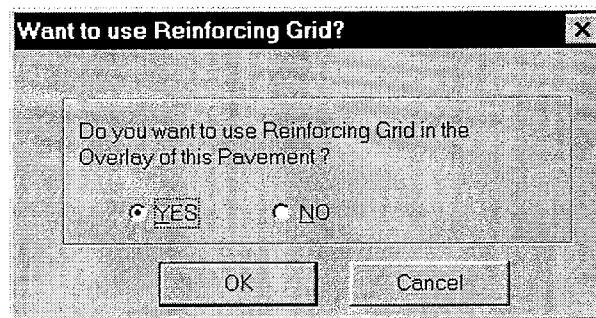 Want to use Reinforcing Grid?
Do you want to use Reinforcing Grid in the
Overlay of this Pavement ?
YES NO
OK Cancel